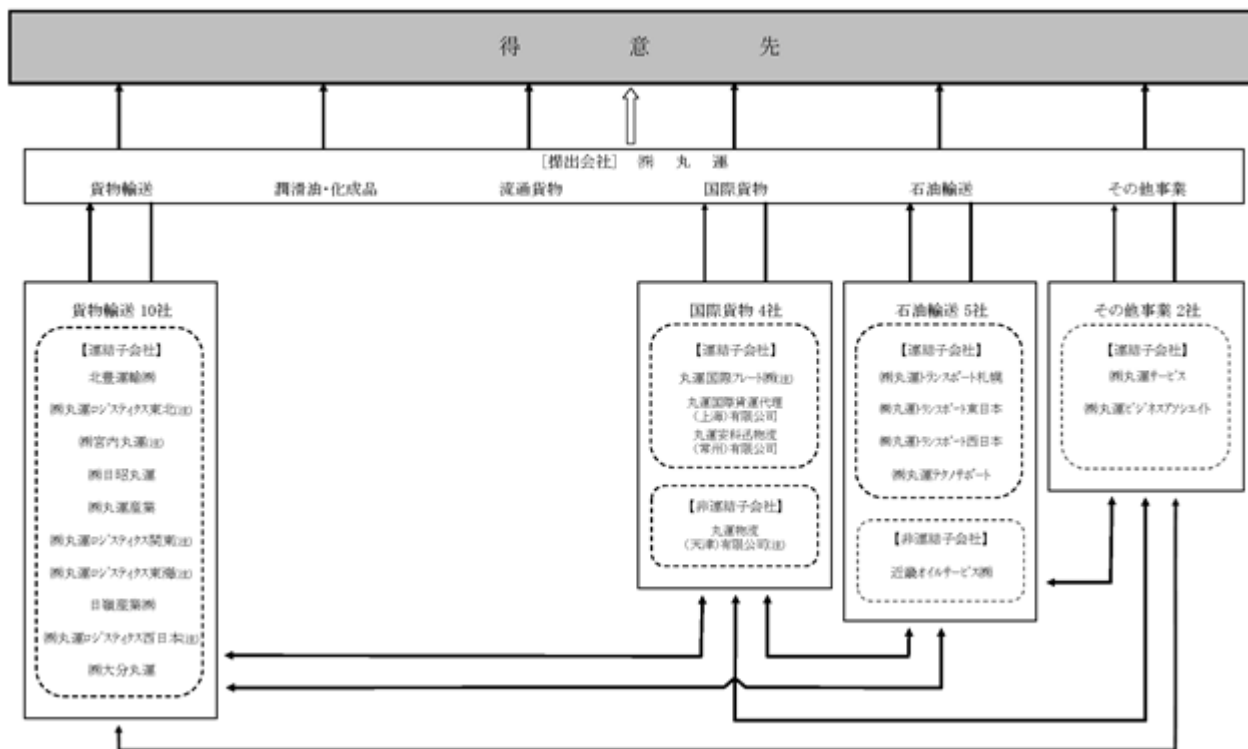 得意先
[提出会社] ㈱丸運
貨物輸送 潤滑油・化成品 流通貨物 国際貨物 石油輸送 その他事業
貨物輸送 10社
【連結子会社】
北豊運輸㈱
㈱丸運ロジスティクス東北(注)
㈱宮内丸運(注)
㈱日昭丸運
㈱丸運産業
㈱丸運ロジスティクス関東(注)
㈱丸運ロジスティクス東海(注)
日嶺産業㈱
㈱丸運ロジスティクス西日本(注)
㈱大分丸運
国際貨物 4社
【連結子会社】
丸運国際フレート㈱(注)
丸運国際貨運代理
(上海)有限公司
丸運安科迅物流
(常州)有限公司
【非連結子会社】
丸運物流
(天津)有限公司(注)
石油輸送 5社
【連結子会社】
㈱丸運トランスポート札幌
㈱丸運トランスポート東日本
㈱丸運トランスポート西日本
㈱丸運テクノサポート
【非連結子会社】
近畿オイルサービス㈱
その他事業 2社
【連結子会社】
㈱丸運サービス
㈱丸運ビジネスアソシエイト